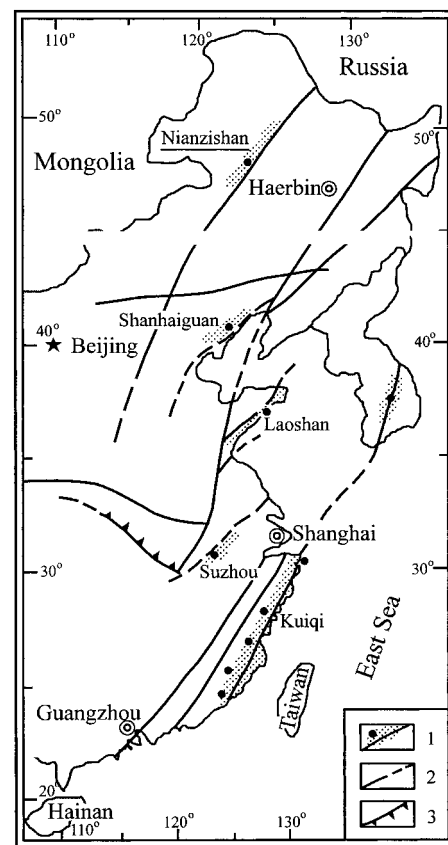 110° 120° 130°
Russia
50°
Nianzishan
50°
Mongolia
Haerbin
Shanhaiguan
40°
Beijing
40°
Laoshan
Shanghai
30°
Suzhou
30°
Kuiqi
East Sea
Taiwan
Guangzhou
1
2
20°
Hainan
3
110° 120° 130°